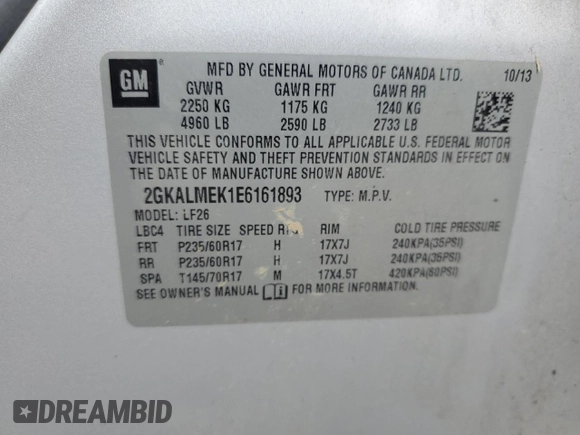 GM
MFD BY GENERAL MOTORS OF CANADA LTD. 10/13
GVWR GAWR FRT GAWR RR
2250 KG 1175 KG 1240 KG
4960 LB 2590 LB 2733 LB
THIS VEHICLE CONFORMS TO ALL APPLICABLE U.S. FEDERAL MOTOR
VEHICLE SAFETY AND THEFT PREVENTION STANDARDS IN EFFECT ON
THE DATE OF MANUFACTURE SHOWN ABOVE.
2GKALMEK1E6161893 TYPE: M.P.V.
MODEL: LF26
LBC4 TIRE SIZE SPEED RTG RIM COLD TIRE PRESSURE
FRT P235/60R17 H 17X7J 240KPA(35PSI)
RR P235/60R17 H 17X7J 240KPA(35PSI)
SPA T145/70R17 M 17X4.5T 420KPA(60PSI)
SEE OWNER'S MANUAL FOR MORE INFORMATION.
DREAMBID